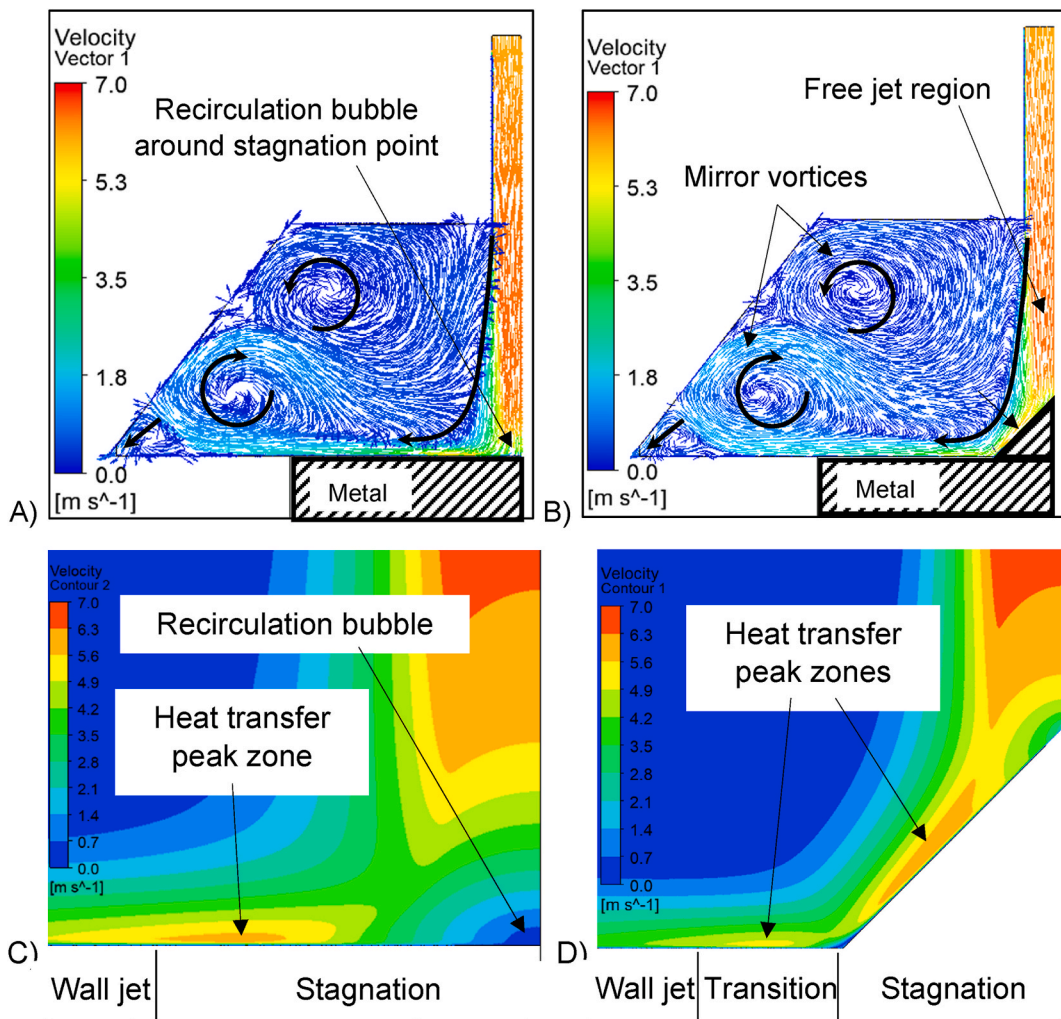 Velocity
Vector 1
7.0
5.3
3.5
1.8
0.0
[m s^-1]
Recirculation bubble
around stagnation point
Metal
A)
Velocity
Vector 1
7.0
5.3
3.5
1.8
0.0
[m s^-1]
Free jet region
Mirror vortices
Metal
B)
Velocity
Contour 2
7.0
6.3
5.6
4.9
4.2
3.5
2.8
2.1
1.4
0.7
0.0
[m s^-1]
Recirculation bubble
Heat transfer
peak zone
C)
Wall jet
Stagnation
Velocity
Contour 1
7.0
6.3
5.6
4.9
4.2
3.5
2.8
2.1
1.4
0.7
0.0
[m s^-1]
Heat transfer
peak zones
D)
Wall jet
Transition
Stagnation